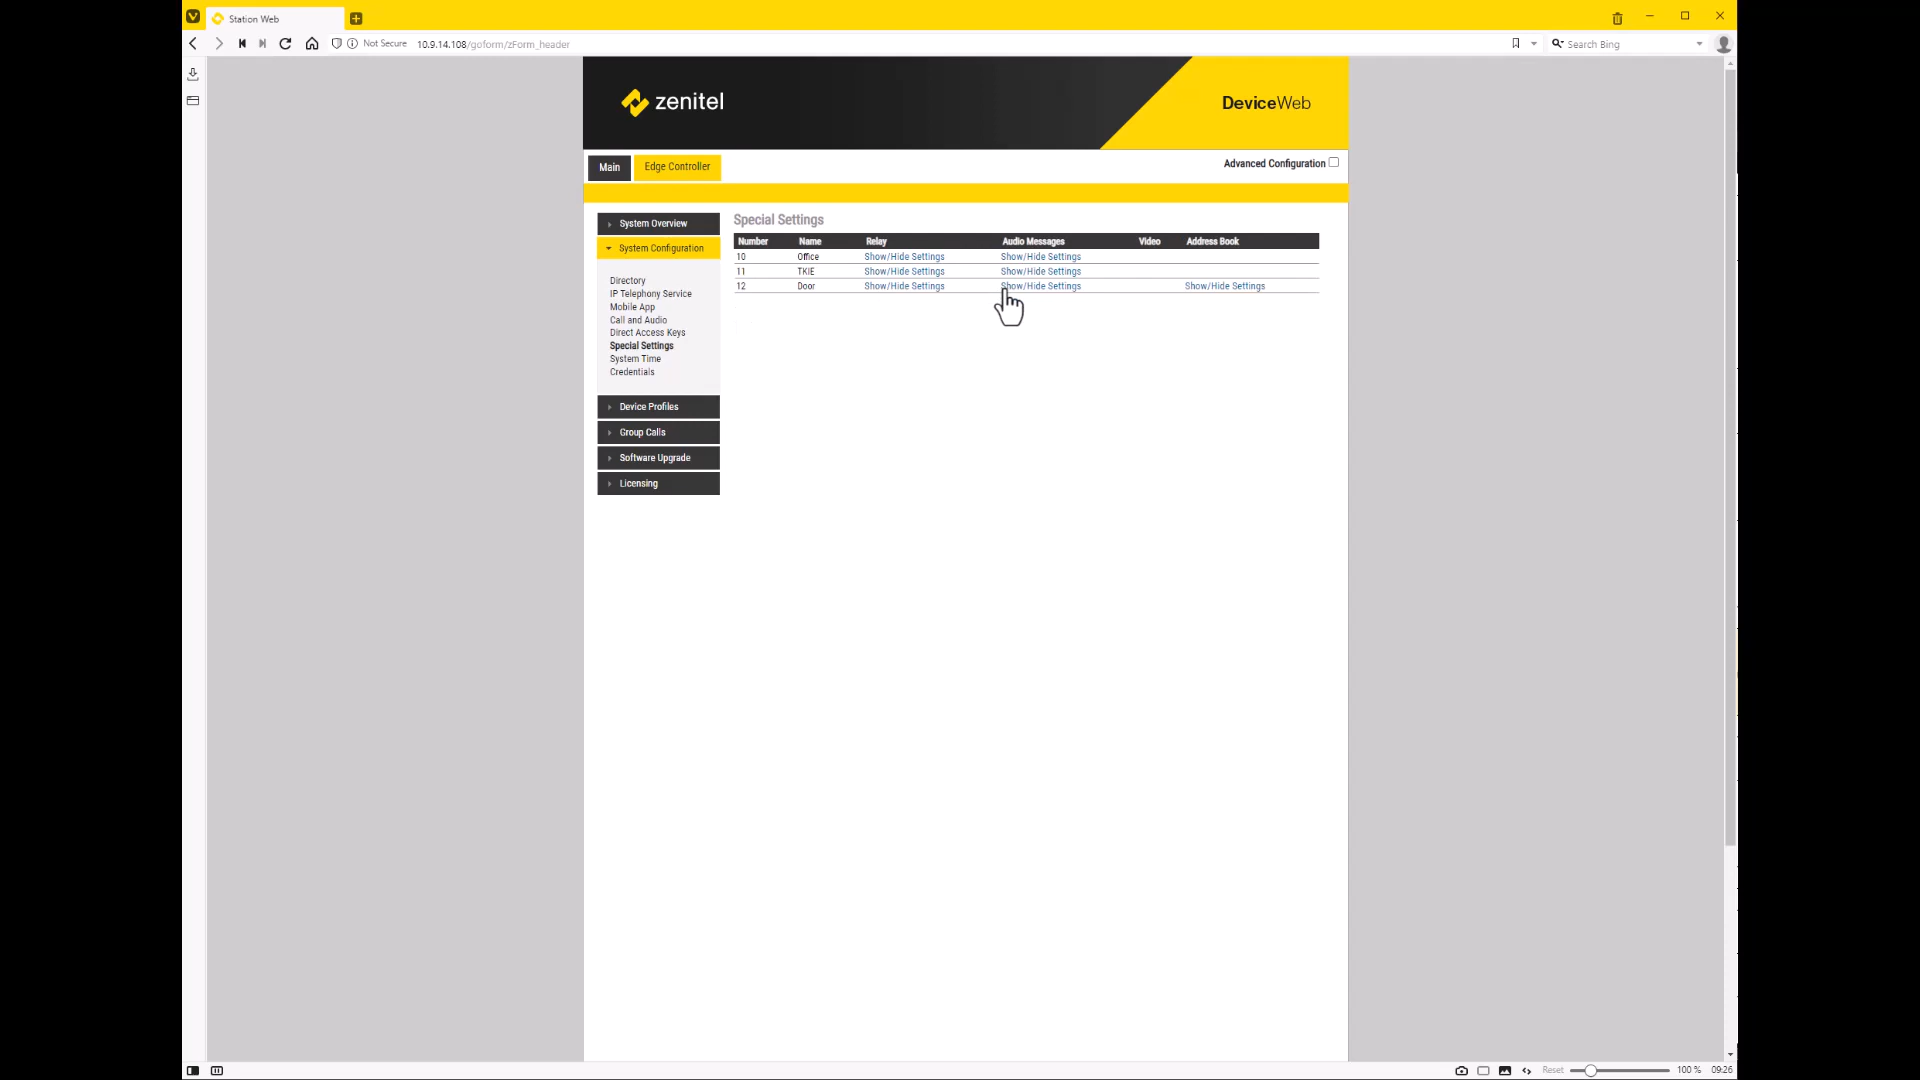 Station Web
Not Secure 10.9.14.108/goform/zForm_header Search Bing
zenitel DeviceWeb
Main Edge Controller Advanced Configuration
System Overview
System Configuration
Directory
IP Telephony Service
Mobile App
Call and Audio
Direct Access Keys
Special Settings
System Time
Credentials
Device Profiles
Group Calls
Software Upgrade
Licensing
Special Settings
Number Name Relay Audio Messages Video Address Book
10 Office Show/Hide Settings Show/Hide Settings
11 TKIE Show/Hide Settings Show/Hide Settings
12 Door Show/Hide Settings Show/Hide Settings Show/Hide Settings
Reset 100 % 09:26